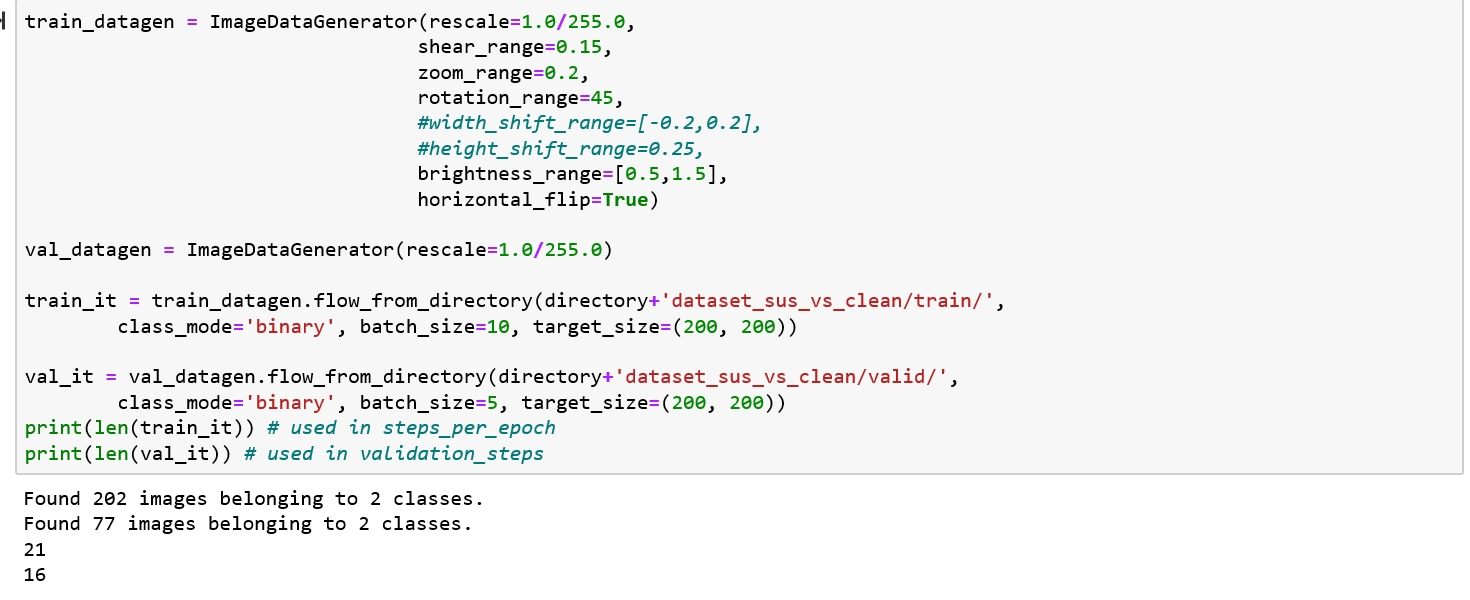 train_datagen = ImageDataGenerator(rescale=1.0/255.0,
shear_range=0.15,
zoom_range=0.2,
rotation_range=45,
#width_shift_range=[-0.2,0.2],
#height_shift_range=0.25,
brightness_range=[0.5,1.5],
horizontal_flip=True)
val_datagen = ImageDataGenerator(rescale=1.0/255.0)
train_it = train_datagen.flow_from_directory(directory+'dataset_sus_vs_clean/train/',
class_mode='binary', batch_size=10, target_size=(200, 200))
val_it = val_datagen.flow_from_directory(directory+'dataset_sus_vs_clean/valid/',
class_mode='binary', batch_size=5, target_size=(200, 200))
print(len(train_it)) # used in steps_per_epoch
print(len(val_it)) # used in validation_steps
Found 202 images belonging to 2 classes.
Found 77 images belonging to 2 classes.
21
16